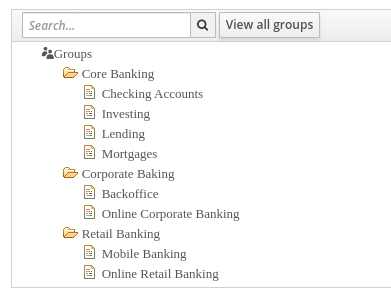 Search...
View all groups
Groups
Core Banking
Checking Accounts
Investing
Lending
Mortgages
Corporate Baking
Backoffice
Online Corporate Banking
Retail Banking
Mobile Banking
Online Retail Banking